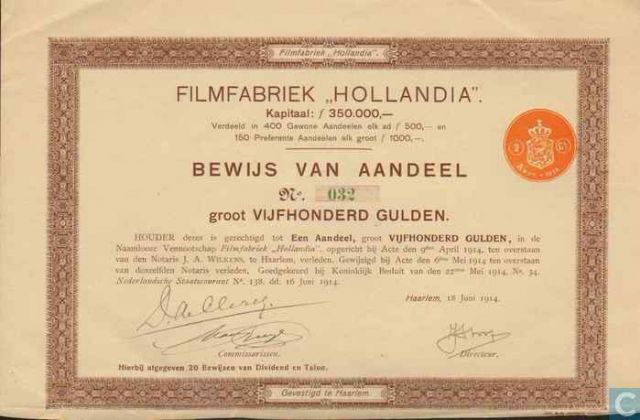 Filmfabriek „Hollandia”.
FILMFABRIEK „HOLLANDIA”.
Kapitaal: ƒ 350.000,—
Verdeeld in 400 Gewone Aandeelen elk ad ƒ 500,— en
150 Preferente Aandeelen elk groot ƒ 1000,—.
BEWIJS VAN AANDEEL
No. 032
groot VIJFHONDERD GULDEN.
HOUDER dezes is gerechtigd tot Een Aandeel, groot VIJFHONDERD GULDEN, in de
Naamlooze Vennootschap Filmfabriek „Hollandia”, opgericht bij Acte den 9den April 1914, ten overstaan
van den Notaris J. A. WILKENS, te Haarlem, verleden. Gewijzigd bij Acte den 6den Mei 1914 ten overstaan
van denzelfden Notaris verleden. Goedgekeurd bij Koninklijk Besluit van den 22sten Mei 1914, No. 34.
Nederlandsche Staatscourant No. 138, dd. 16 Juni 1914.
Haarlem, 18 Juni 1914.
Commissarissen.
Directeur.
Hierbij afgegeven 20 Bewijzen van Dividend en Talon.
Gevestigd te Haarlem.
C